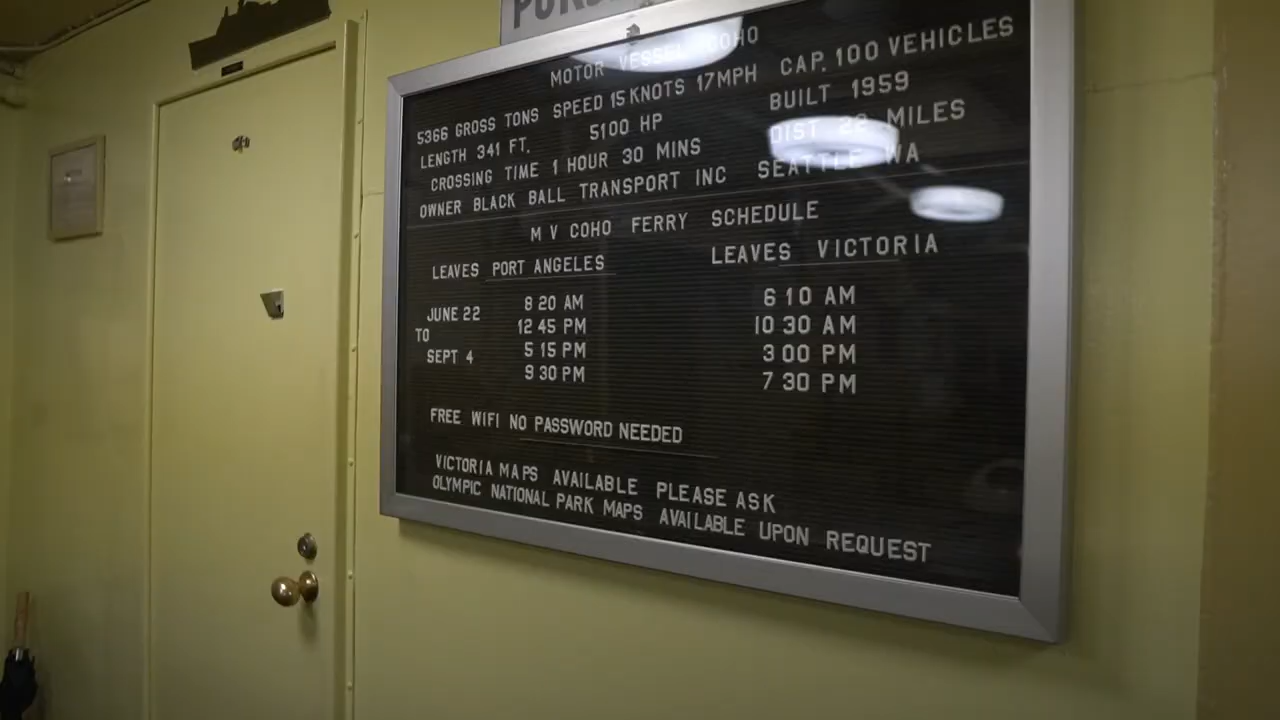 MOTOR VESSEL COHO
5366 GROSS TONS SPEED 15 KNOTS 17MPH CAP. 100 VEHICLES
LENGTH 341 FT. 5100 HP BUILT 1959
CROSSING TIME 1 HOUR 30 MINS DIST 22 MILES
OWNER BLACK BALL TRANSPORT INC SEATTLE WA
M V COHO FERRY SCHEDULE
LEAVES PORT ANGELES LEAVES VICTORIA
JUNE 22 8 20 AM 6 10 AM
TO 12 45 PM 10 30 AM
SEPT 4 5 15 PM 3 00 PM
9 30 PM 7 30 PM
FREE WIFI NO PASSWORD NEEDED
VICTORIA MAPS AVAILABLE PLEASE ASK
OLYMPIC NATIONAL PARK MAPS AVAILABLE UPON REQUEST